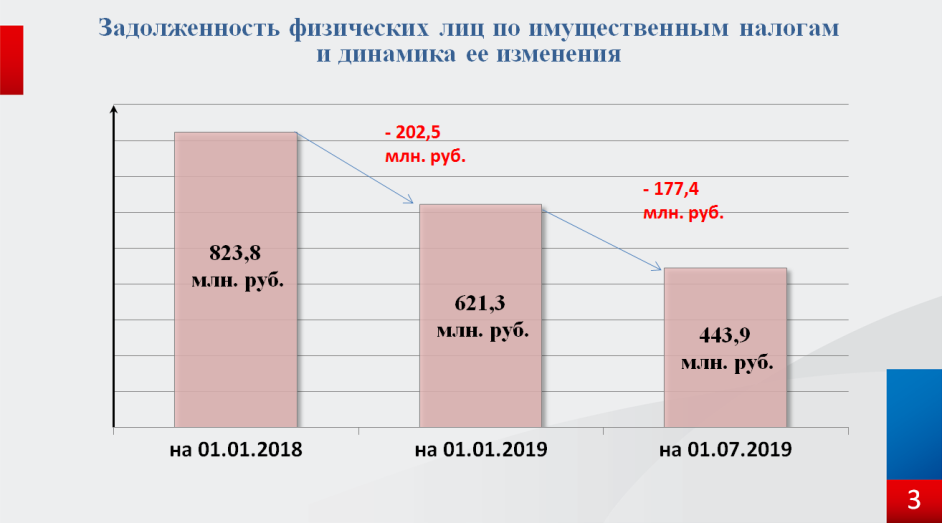 Задолженность физических лиц по имущественным налогам
и динамика ее изменения
- 202,5
млн. руб.
- 177,4
млн. руб.
823,8
млн. руб.
621,3
млн. руб.
443,9
млн. руб.
на 01.01.2018
на 01.01.2019
на 01.07.2019
3